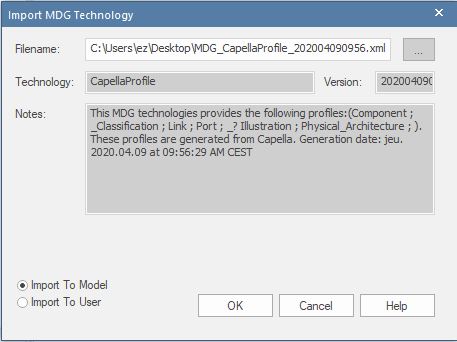 Import MDG Technology
Filename: C:\Users\ez\Desktop\MDG_CapellaProfile_202004090956.xml ...
Technology: CapellaProfile Version: 202004090
Notes: This MDG technologies provides the following profiles:(Component ;
_Classification ; Link ; Port ; _? Illustration ; Physical_Architecture ; ).
These profiles are generated from Capella. Generation date: jeu.
2020.04.09 at 09:56:29 AM CEST
Import To Model
Import To User
OK Cancel Help